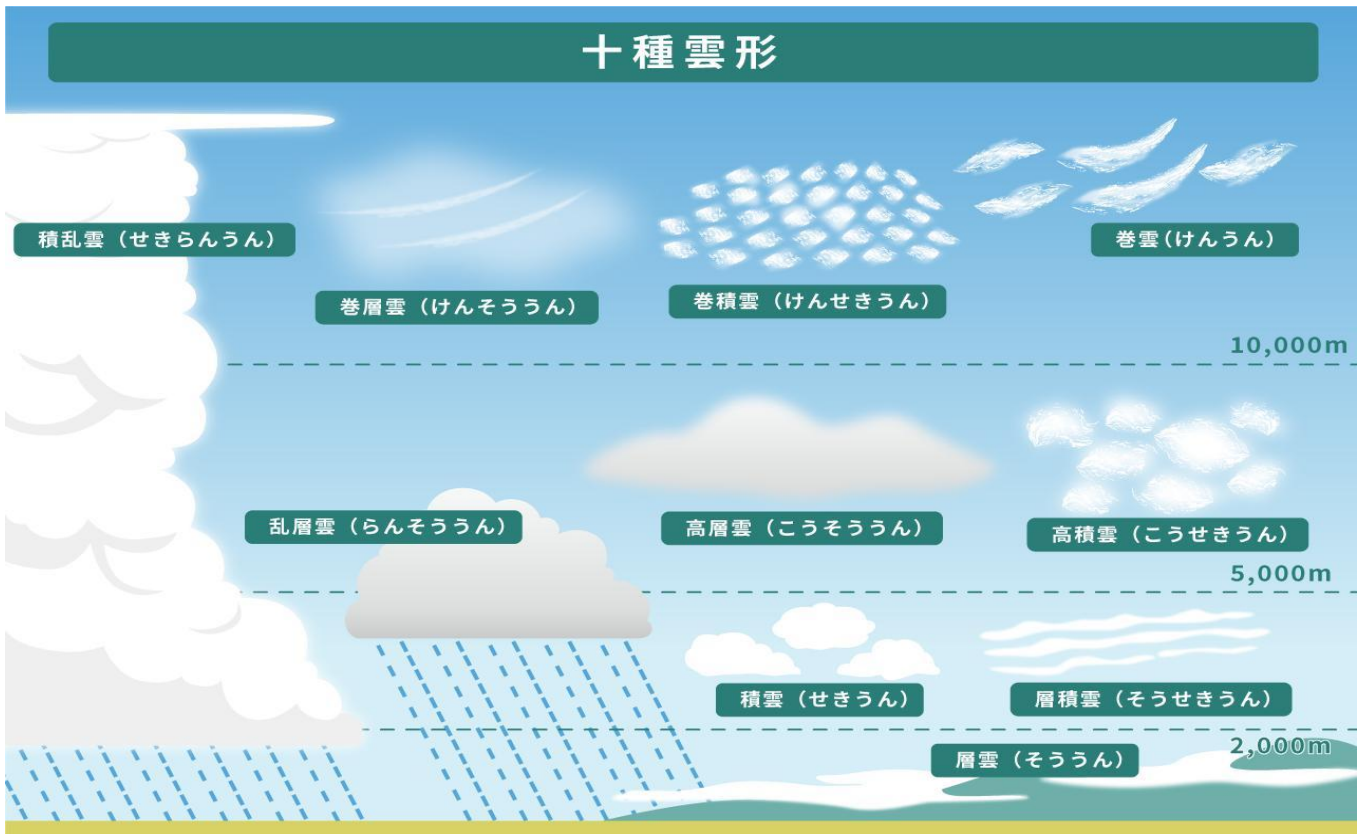 十種雲形
積乱雲（せきらんうん）
巻層雲（けんそううん）
巻積雲（けんせきうん）
巻雲（けんうん）
10,000m
乱層雲（らんそううん）
高層雲（こうそううん）
高積雲（こうせきうん）
5,000m
積雲（せきうん）
層積雲（そうせきうん）
2,000m
層雲（そううん）